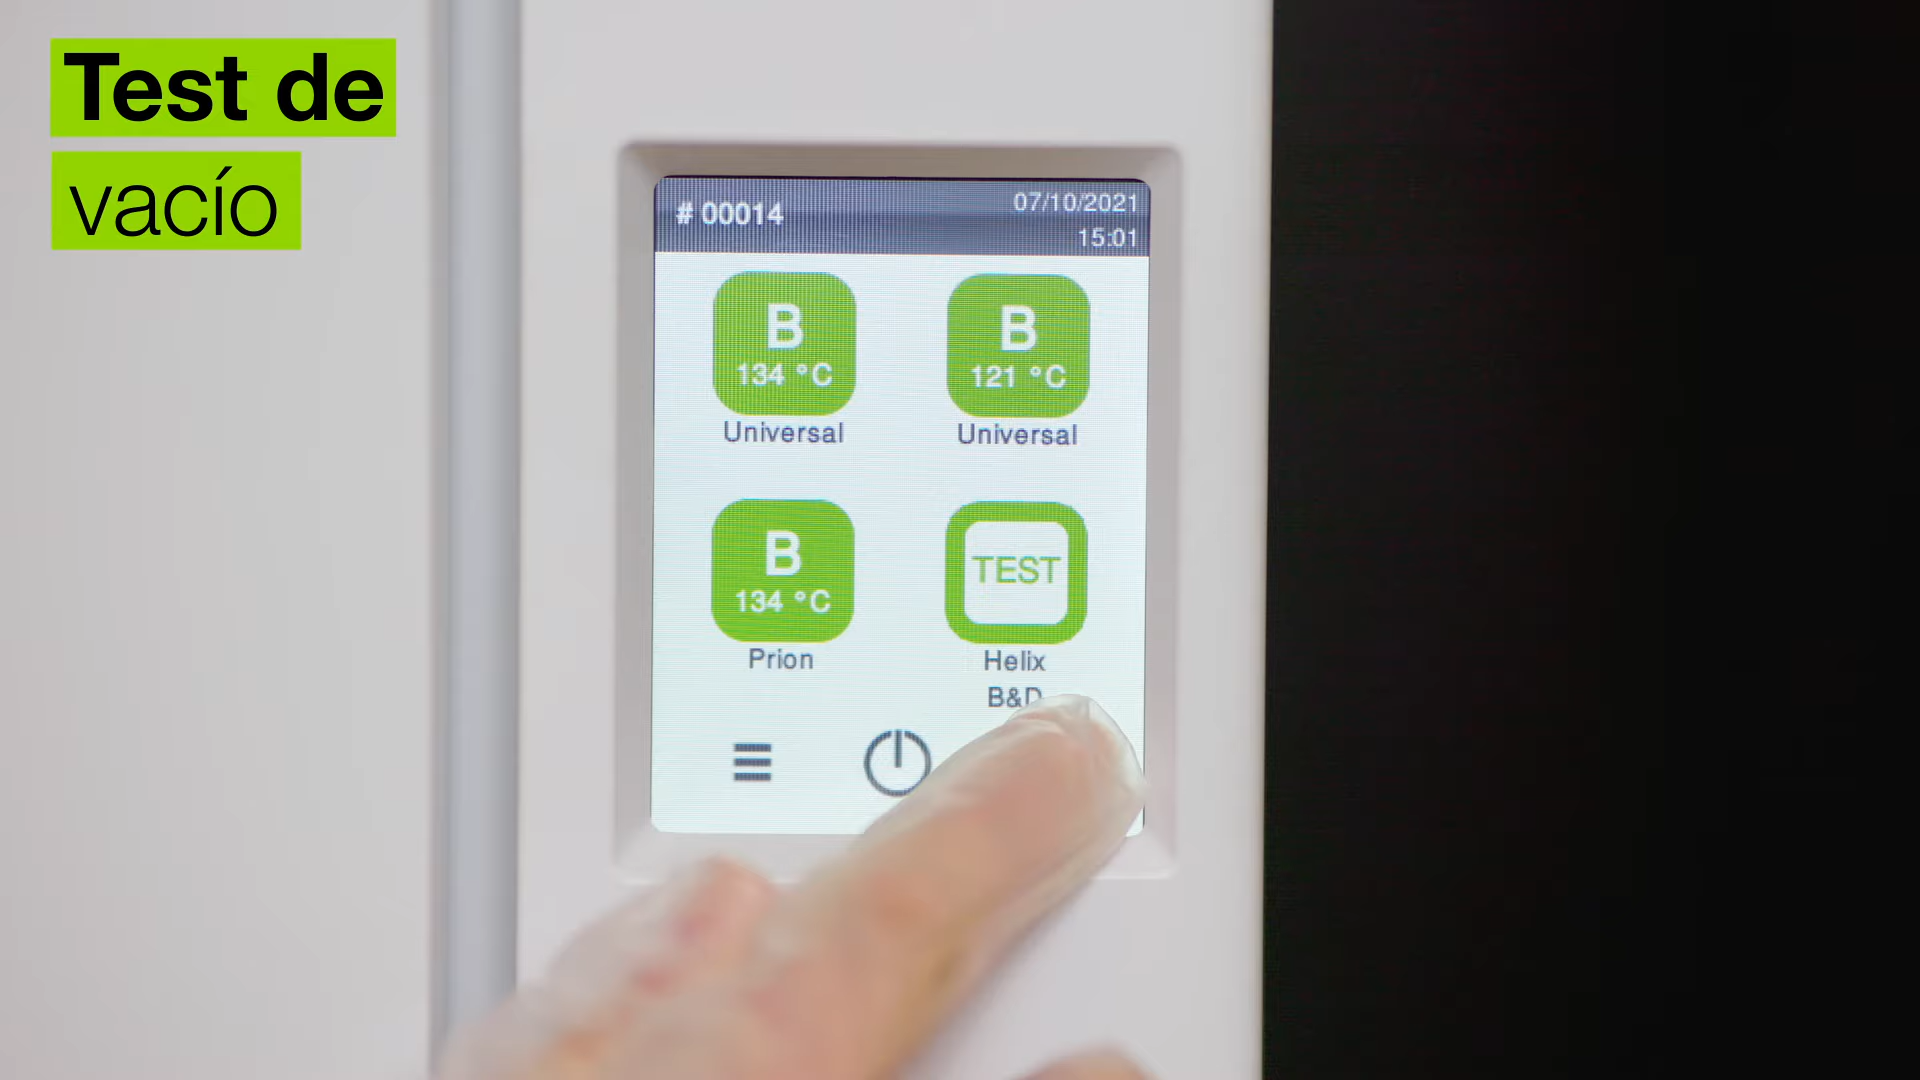 Test de
vacío
# 00014
07/10/2021
15:01
B
134 °C
Universal
B
121 °C
Universal
B
134 °C
Prion
TEST
Helix
B&D